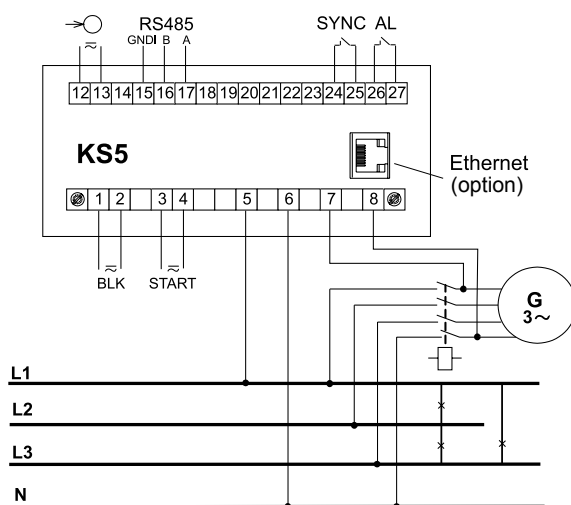 RS485
SYNC AL
GNDI B A
12 13 14 15 16 17 18 19 20 21 22 23 24 25 26 27
KS5
Ethernet
(option)
1 2 3 4 5 6 7 8
BLK START
G
3~
L1
L2
L3
N